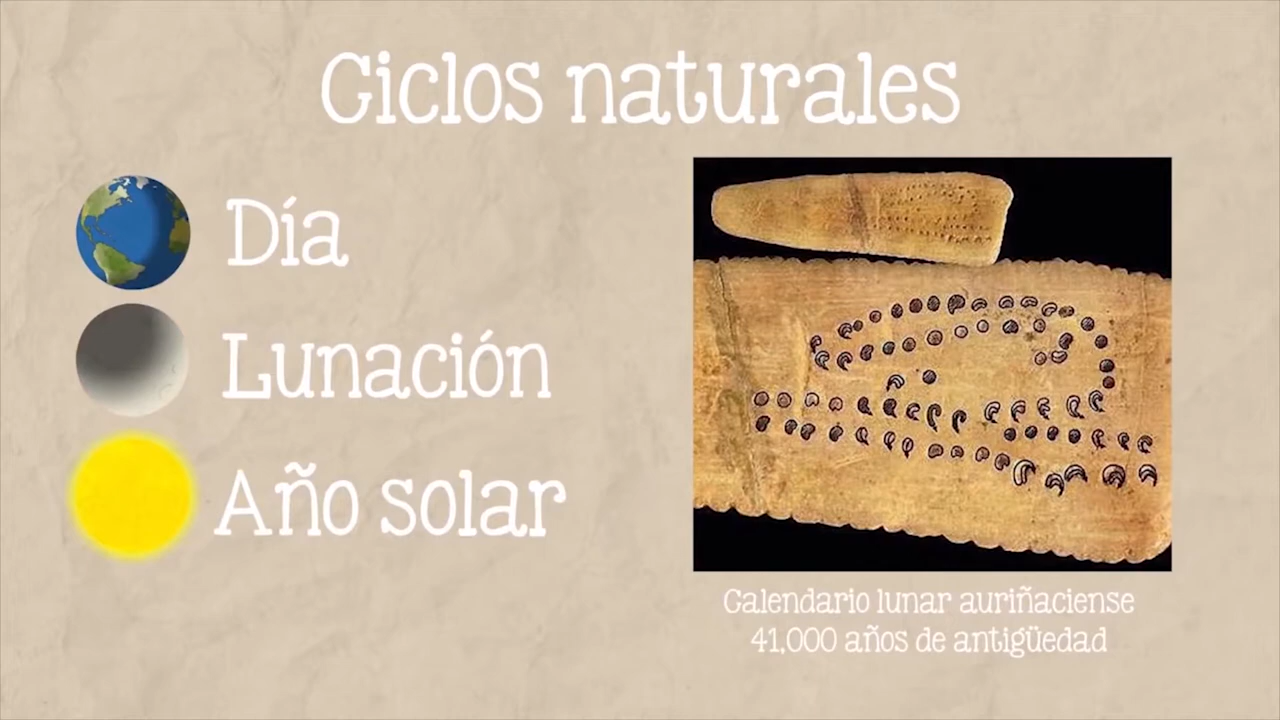 Ciclos naturales
Día
Lunación
Año solar
Calendario lunar auriñaciense
41,000 años de antigüedad